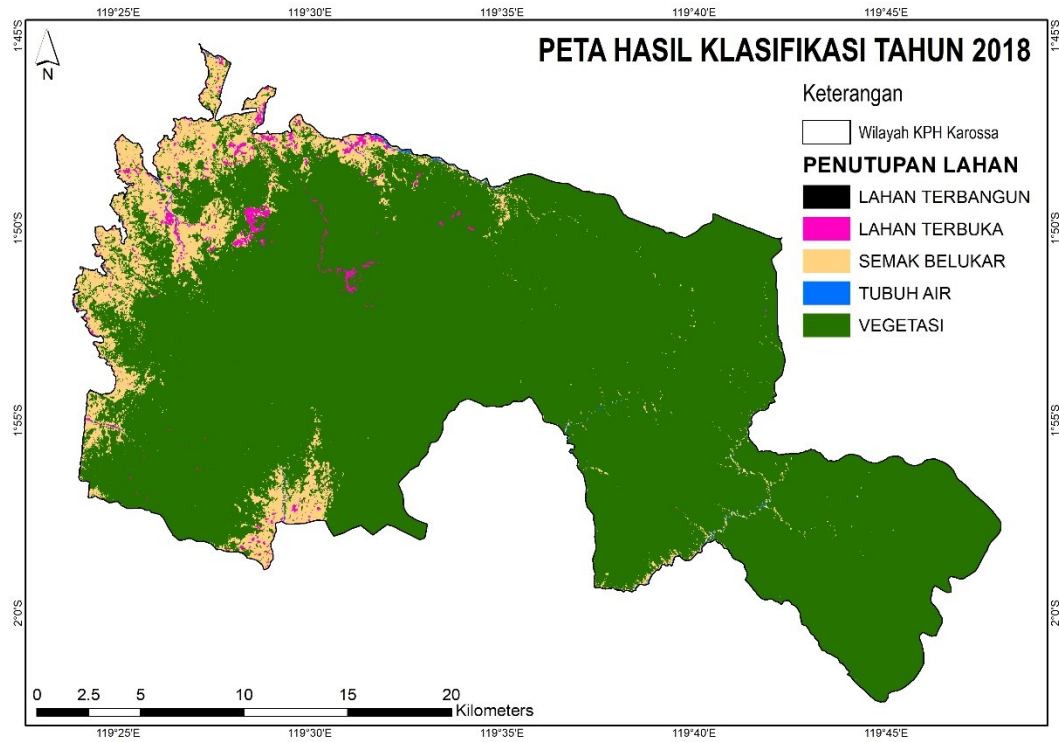 119°25'E 119°30'E 119°35'E 119°40'E 119°45'E
1°45'S 1°45'S
N
PETA HASIL KLASIFIKASI TAHUN 2018
Keterangan
Wilayah KPH Karossa
PENUTUPAN LAHAN
LAHAN TERBANGUN
LAHAN TERBUKA
SEMAK BELUKAR
TUBUH AIR
VEGETASI
1°50'S 1°50'S
1°55'S 1°55'S
2°0'S 2°0'S
0 2.5 5 10 15 20
Kilometers
119°25'E 119°30'E 119°35'E 119°40'E 119°45'E